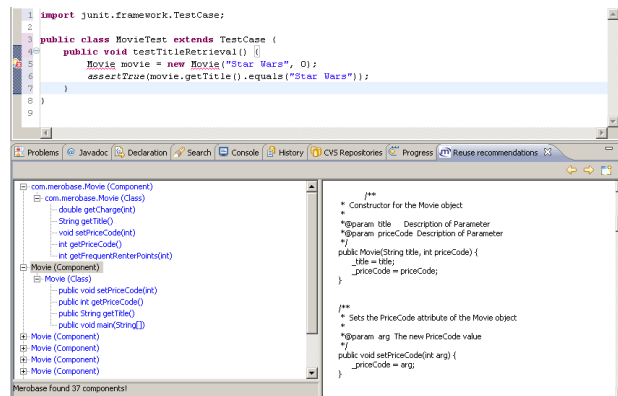 1 import junit.framework.TestCase;
2
3 public class MovieTest extends TestCase {
4 public void testTitleRetrieval() {
5 Movie movie = new Movie("Star Wars", 0);
6 assertTrue(movie.getTitle().equals("Star Wars"));
7 }
8 }
9
Problems @ Javadoc Declaration Search Console History CVS Repositories Progress Reuse recommendations
com.merobase.Movie (Component)
com.merobase.Movie (Class)
double getCharge(int)
String getTitle()
void setPriceCode(int)
int getPriceCode()
int getFrequentRenterPoints(int)
Movie (Component)
Movie (Class)
public void setPriceCode(int)
public int getPriceCode()
public String getTitle()
public void main(String[])
Movie (Component)
Movie (Component)
Movie (Component)
Movie (Component)
Merobase found 37 components!
/**
* Constructor for the Movie object
*
*@param title Description of Parameter
*@param priceCode Description of Parameter
*/
public Movie(String title, int priceCode) {
_title = title;
_priceCode = priceCode;
}
/**
* Sets the PriceCode attribute of the Movie object
*
*@param arg The new PriceCode value
*/
public void setPriceCode(int arg) {
_priceCode = arg;
}